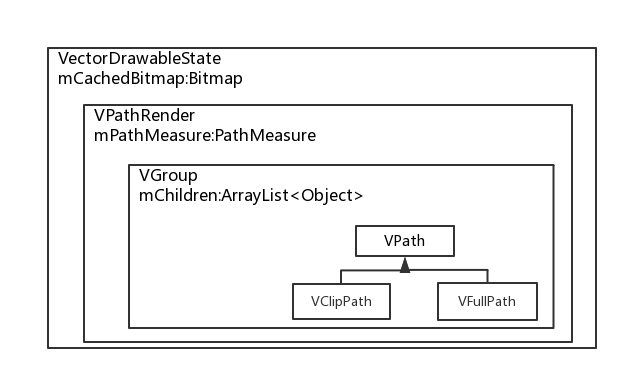 VectorDrawableState
mCachedBitmap:Bitmap
VPathRender
mPathMeasure:PathMeasure
VGroup
mChildren:ArrayList<Object>
VPath
VClipPath
VFullPath